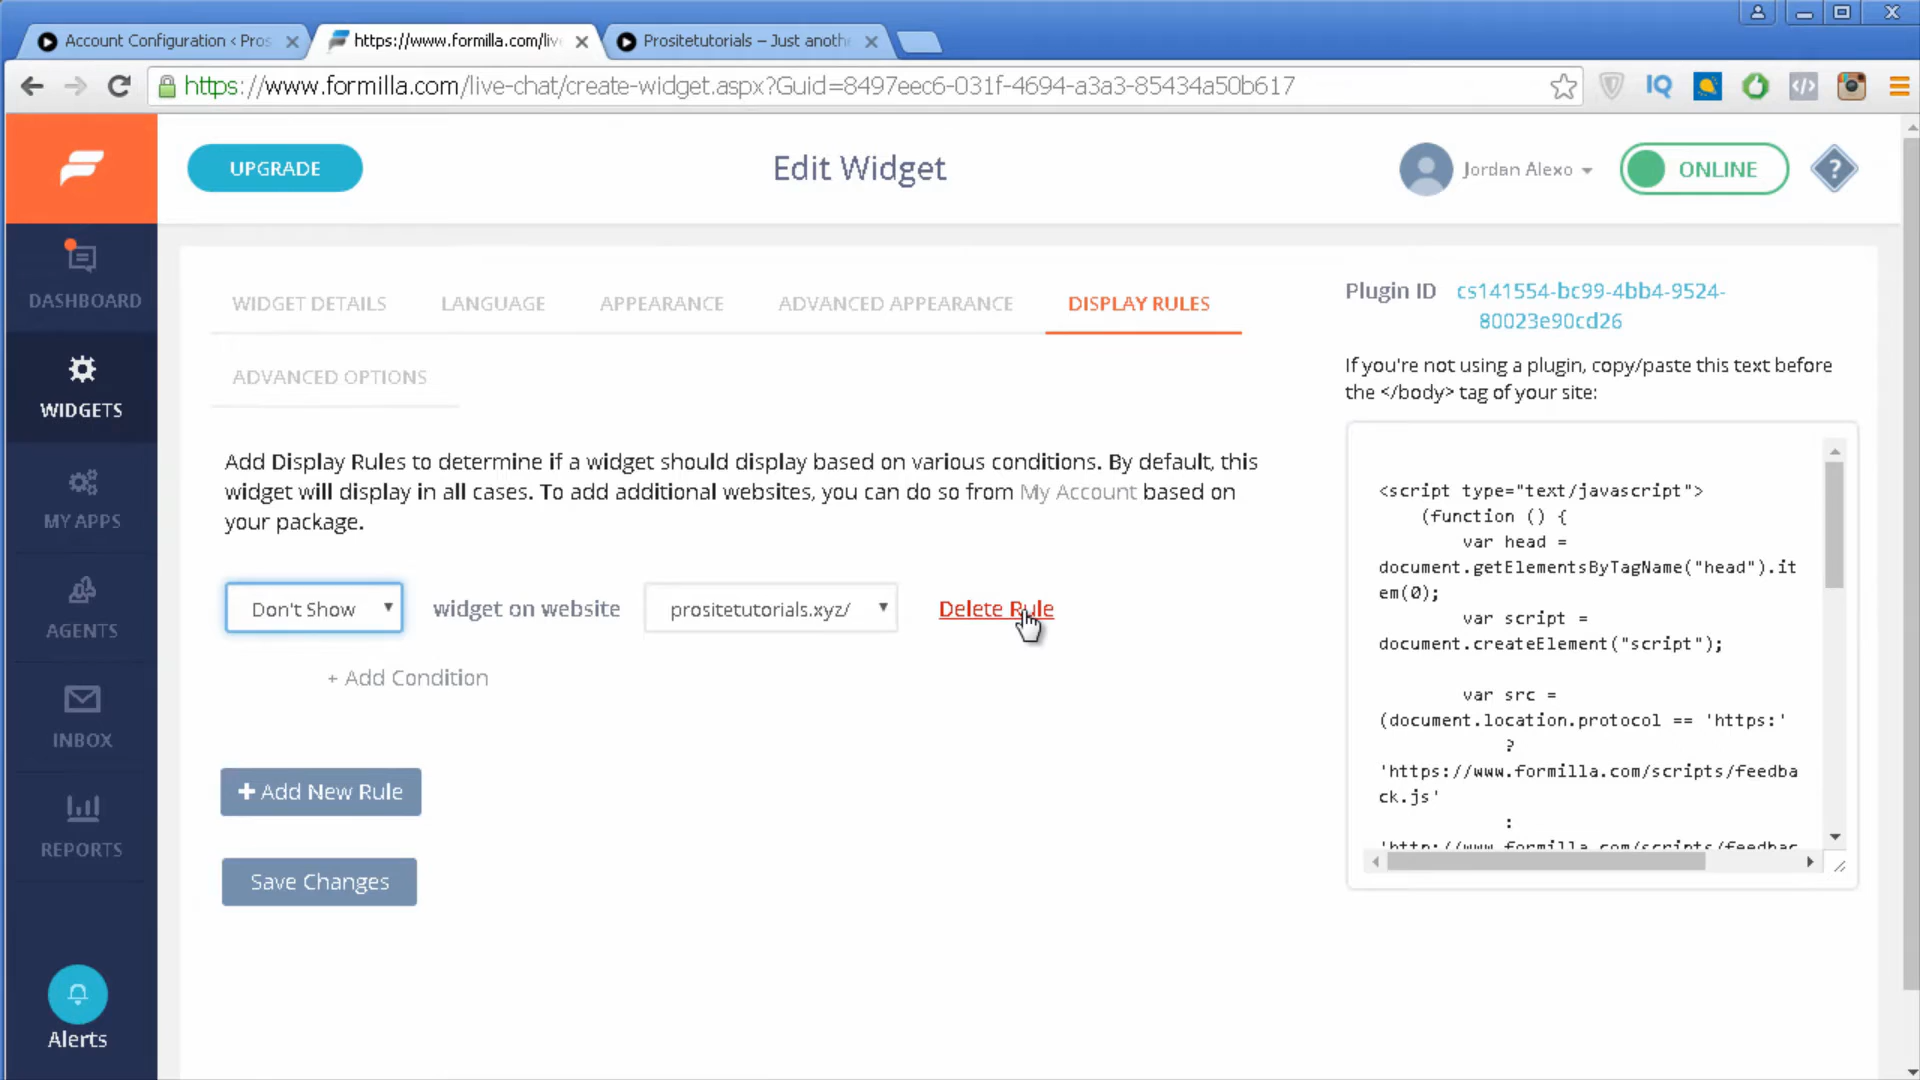 Account Configuration < Pros
https://www.formilla.com/liv
Prositetutorials – Just anoth
https://www.formilla.com/live-chat/create-widget.aspx?Guid=8497eec6-031f-4694-a3a3-85434a50b617
IQ
UPGRADE
Edit Widget
Jordan Alexo
ONLINE
?
DASHBOARD
WIDGETS
MY APPS
AGENTS
INBOX
REPORTS
Alerts
WIDGET DETAILS
LANGUAGE
APPEARANCE
ADVANCED APPEARANCE
DISPLAY RULES
ADVANCED OPTIONS
Add Display Rules to determine if a widget should display based on various conditions. By default, this
widget will display in all cases. To add additional websites, you can do so from My Account based on
your package.
Don't Show
widget on website
prositetutorials.xyz/
Delete Rule
+ Add Condition
+ Add New Rule
Save Changes
Plugin ID cs141554-bc99-4bb4-9524-
80023e90cd26
If you're not using a plugin, copy/paste this text before
the </body> tag of your site:
<script type="text/javascript">
(function () {
var head =
document.getElementsByTagName("head").it
em(0);
var script =
document.createElement("script");
var src =
(document.location.protocol == 'https:'
?
'https://www.formilla.com/scripts/feedba
ck.js'
:
'http://www.formilla.com/scripts/feedbac